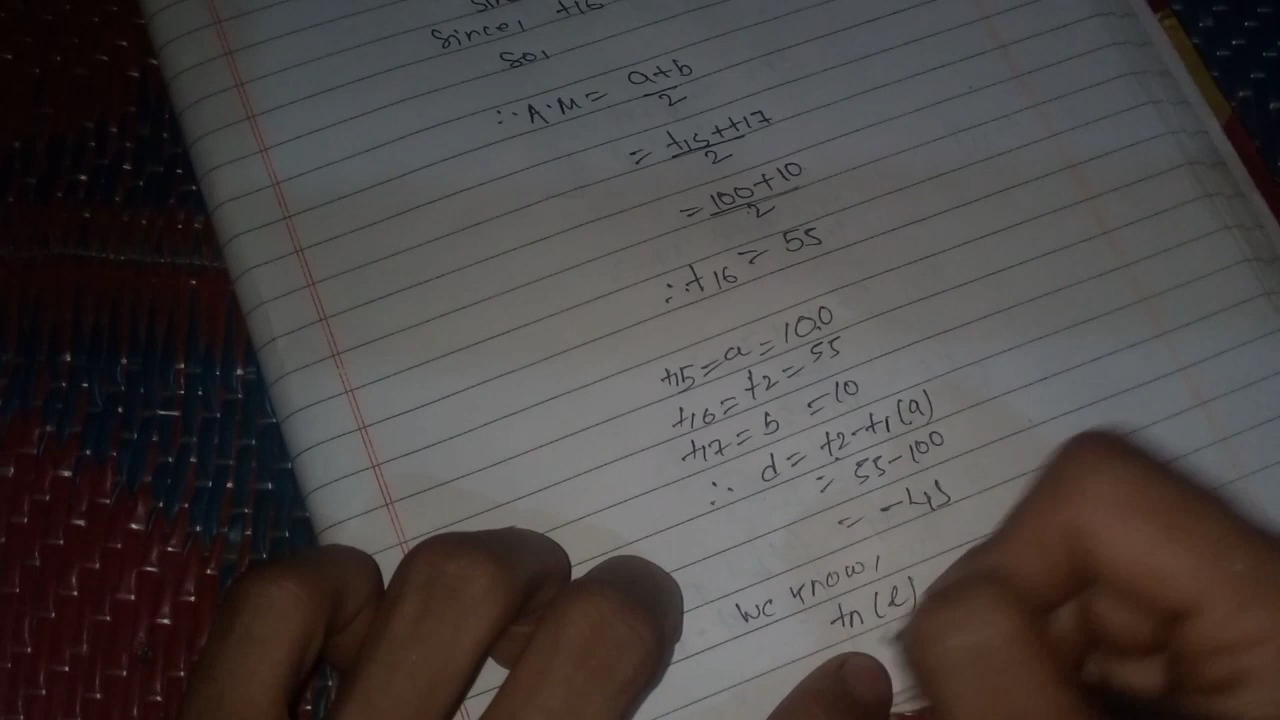 since, t16
so,
∴ A.M = a+b/2
= t15+t17/2
= 100+10/2
∴ t16 = 55
t15 = a = 100
t16 = t2 = 55
t17 = b = 10
∴ d = t2-t1(a)
= 55-100
= -45
we know,
tn(l)